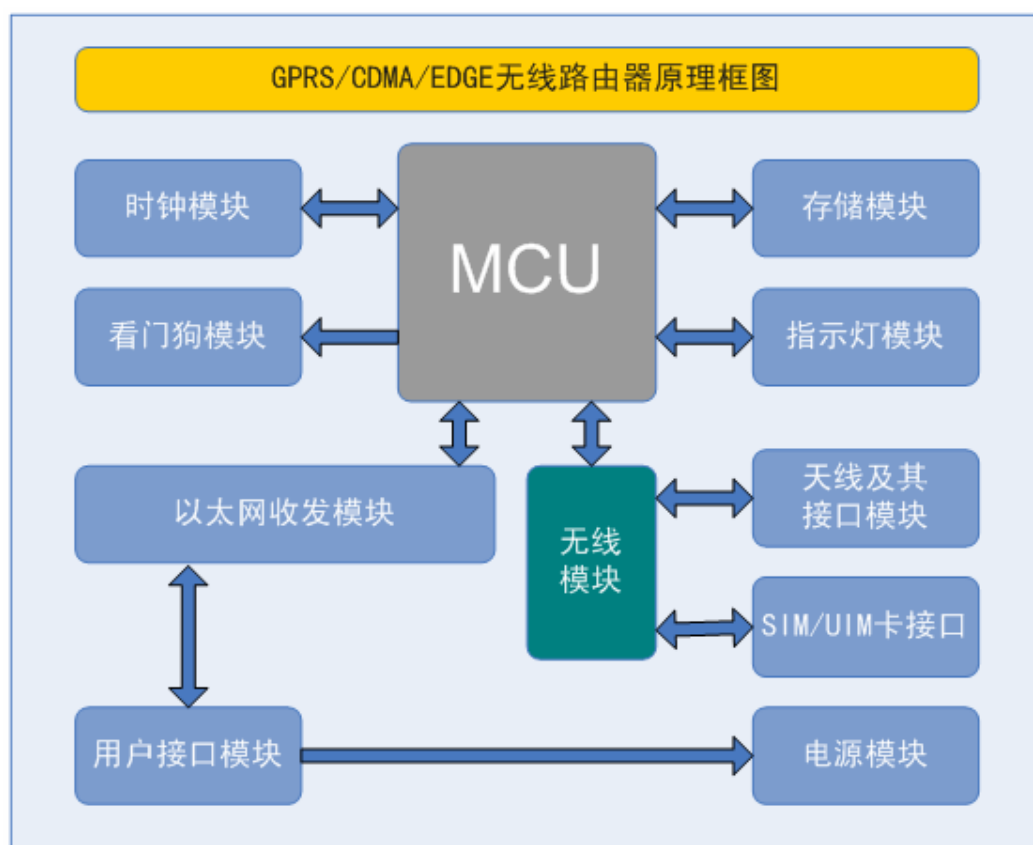 GPRS/CDMA/EDGE无线路由器原理框图
时钟模块
MCU
存储模块
看门狗模块
指示灯模块
以太网收发模块
无线
模块
天线及其
接口模块
SIM/UIM卡接口
用户接口模块
电源模块